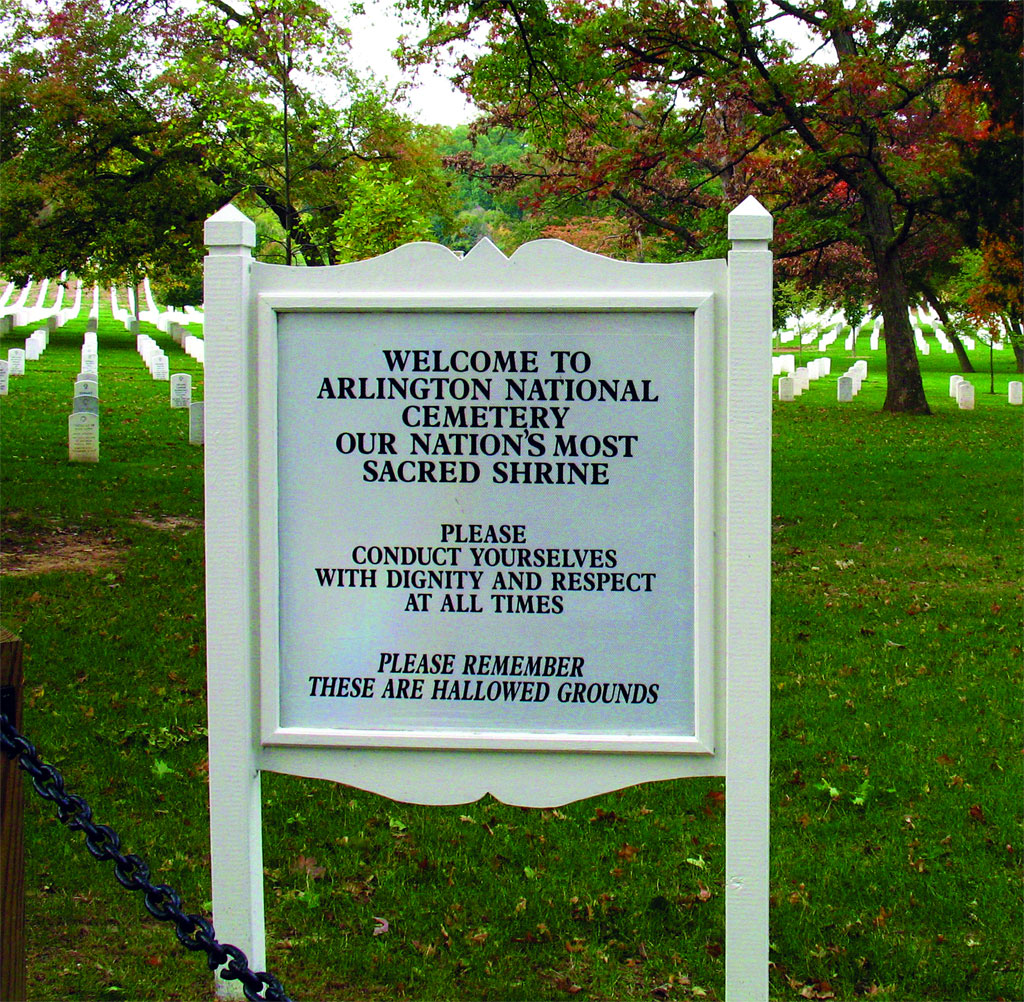 WELCOME TO
ARLINGTON NATIONAL
CEMETERY
OUR NATION'S MOST
SACRED SHRINE
PLEASE
CONDUCT YOURSELVES
WITH DIGNITY AND RESPECT
AT ALL TIMES
PLEASE REMEMBER
THESE ARE HALLOWED GROUNDS